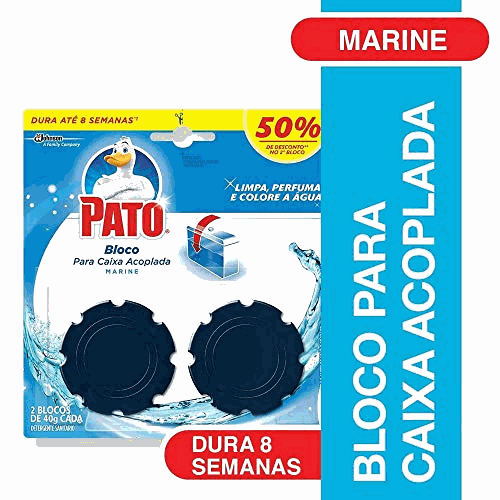 MARINE
BLOCO PARA
CAIXA ACOPLADA
DURA ATÉ 8 SEMANAS*¹
Johnson
A Family Company
50%
DE DESCONTO**
NO 2º BLOCO
LIMPA, PERFUMA
E COLORE A ÁGUA
PATO
Bloco
Para Caixa Acoplada
MARINE
2 BLOCOS
DE 40g CADA
DETERGENTE SANITÁRIO
DURA 8
SEMANAS